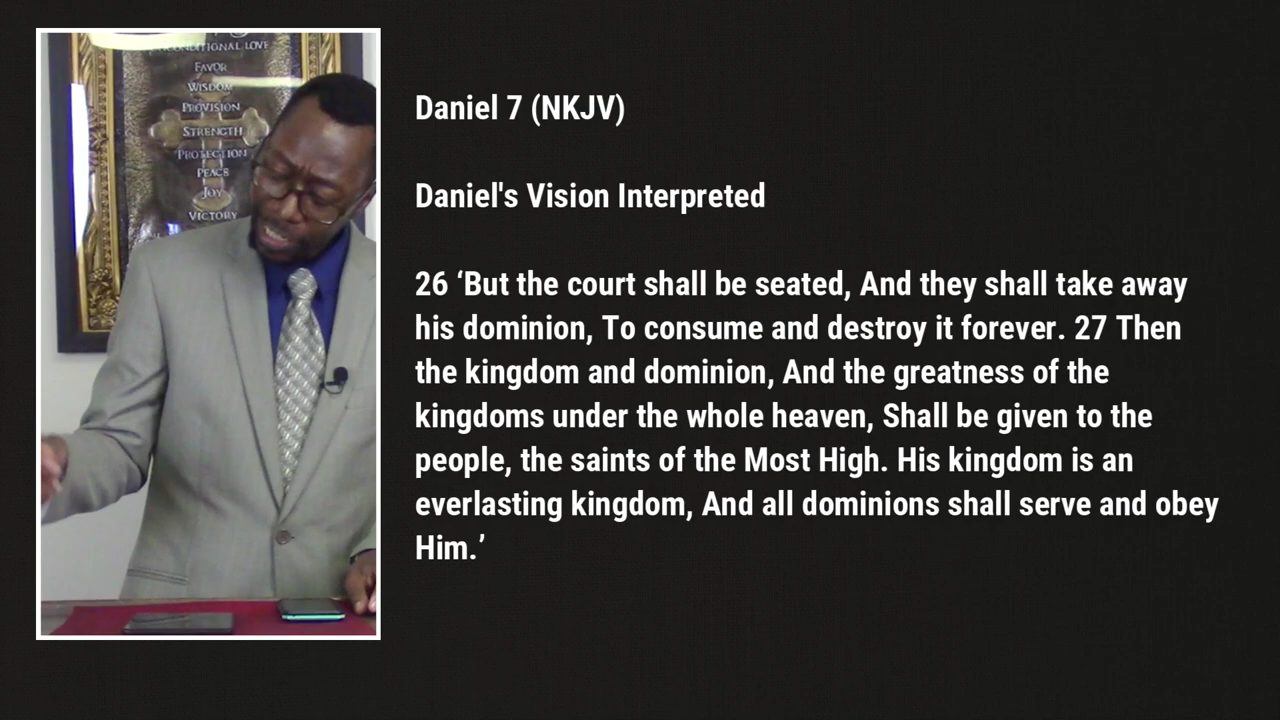 UNCONDITIONAL LOVE
FAVOR
WISDOM
PROVISION
STRENGTH
PROTECTION
PEACE
JOY
VICTORY
Daniel 7 (NKJV)
Daniel's Vision Interpreted
26 ‘But the court shall be seated, And they shall take away
his dominion, To consume and destroy it forever. 27 Then
the kingdom and dominion, And the greatness of the
kingdoms under the whole heaven, Shall be given to the
people, the saints of the Most High. His kingdom is an
everlasting kingdom, And all dominions shall serve and obey
Him.’